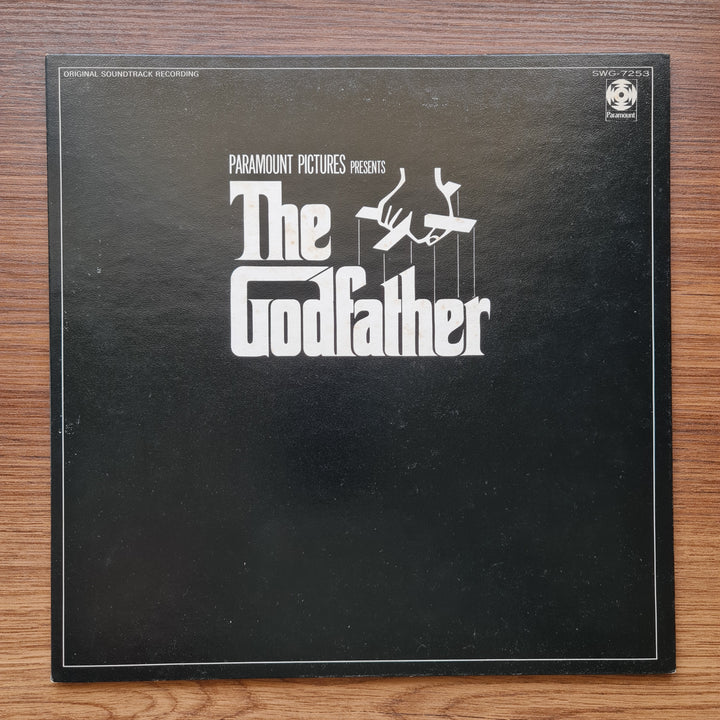 ORIGINAL SOUNDTRACK RECORDING
SWG-7253
Paramount
PARAMOUNT PICTURES PRESENTS
The
Godfather